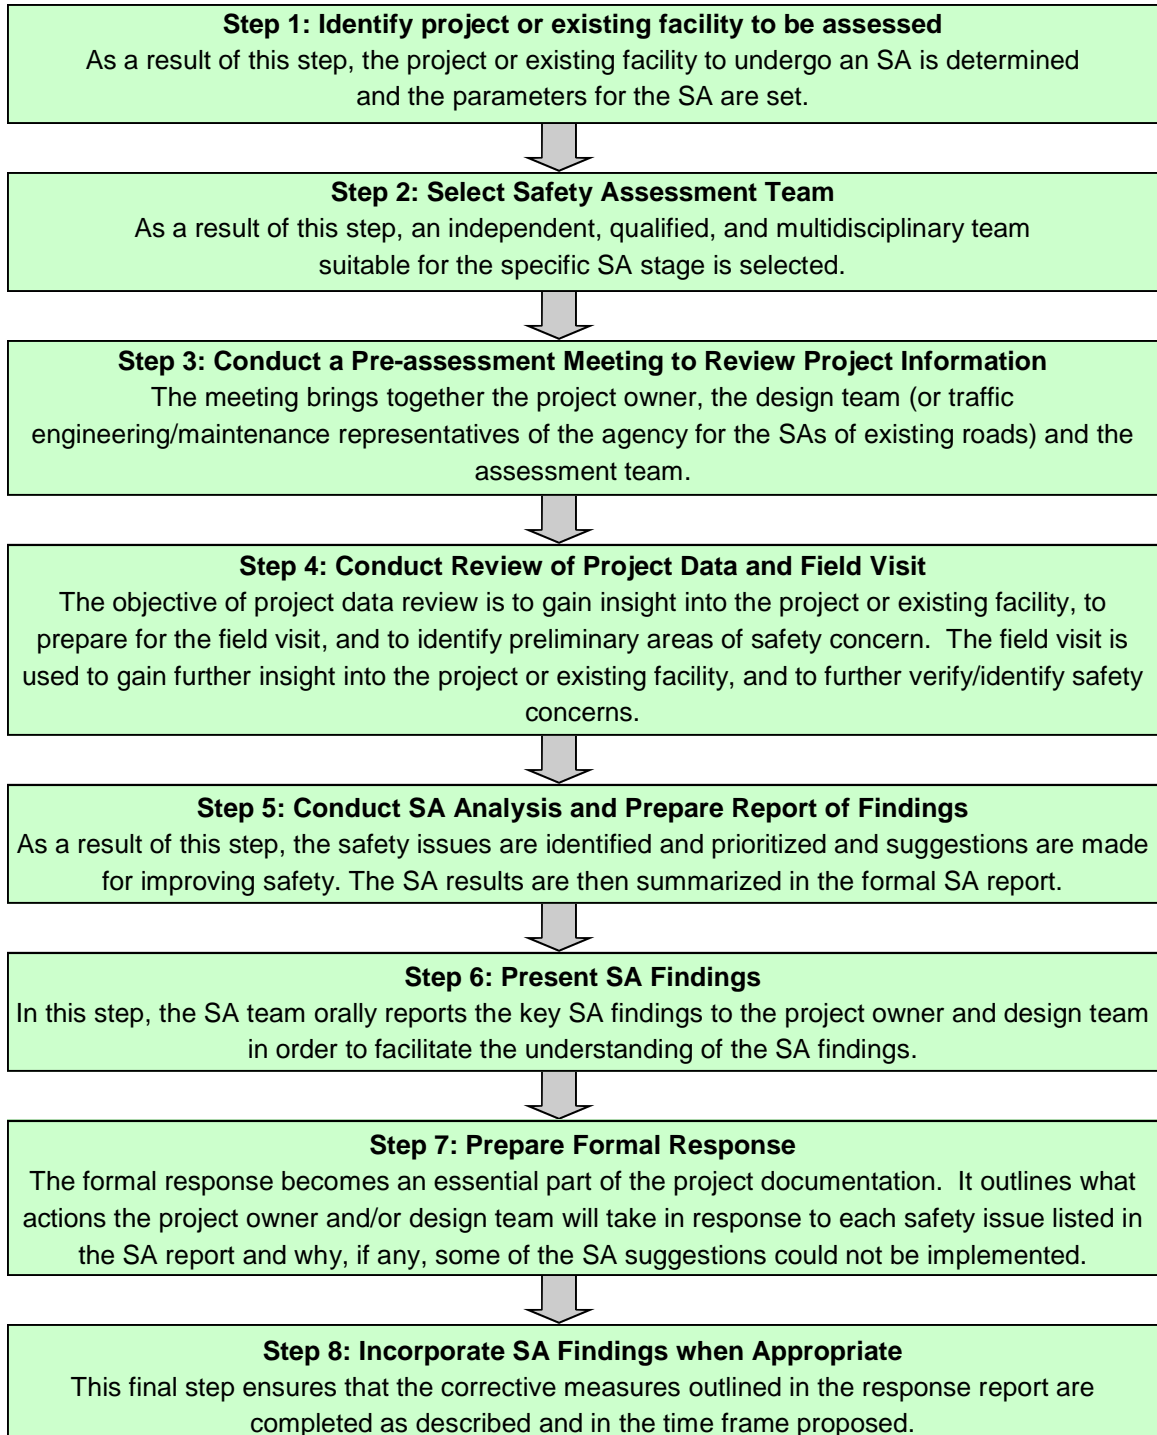 Step 1: Identify project or existing facility to be assessed
As a result of this step, the project or existing facility to undergo an SA is determined
and the parameters for the SA are set.
Step 2: Select Safety Assessment Team
As a result of this step, an independent, qualified, and multidisciplinary team
suitable for the specific SA stage is selected.
Step 3: Conduct a Pre-assessment Meeting to Review Project Information
The meeting brings together the project owner, the design team (or traffic
engineering/maintenance representatives of the agency for the SAs of existing roads) and the
assessment team.
Step 4: Conduct Review of Project Data and Field Visit
The objective of project data review is to gain insight into the project or existing facility, to
prepare for the field visit, and to identify preliminary areas of safety concern.  The field visit is
used to gain further insight into the project or existing facility, and to further verify/identify safety
concerns.
Step 5: Conduct SA Analysis and Prepare Report of Findings
As a result of this step, the safety issues are identified and prioritized and suggestions are made
for improving safety. The SA results are then summarized in the formal SA report.
Step 6: Present SA Findings
In this step, the SA team orally reports the key SA findings to the project owner and design team
in order to facilitate the understanding of the SA findings.
Step 7: Prepare Formal Response
The formal response becomes an essential part of the project documentation.  It outlines what
actions the project owner and/or design team will take in response to each safety issue listed in
the SA report and why, if any, some of the SA suggestions could not be implemented.
Step 8: Incorporate SA Findings when Appropriate
This final step ensures that the corrective measures outlined in the response report are
completed as described and in the time frame proposed.